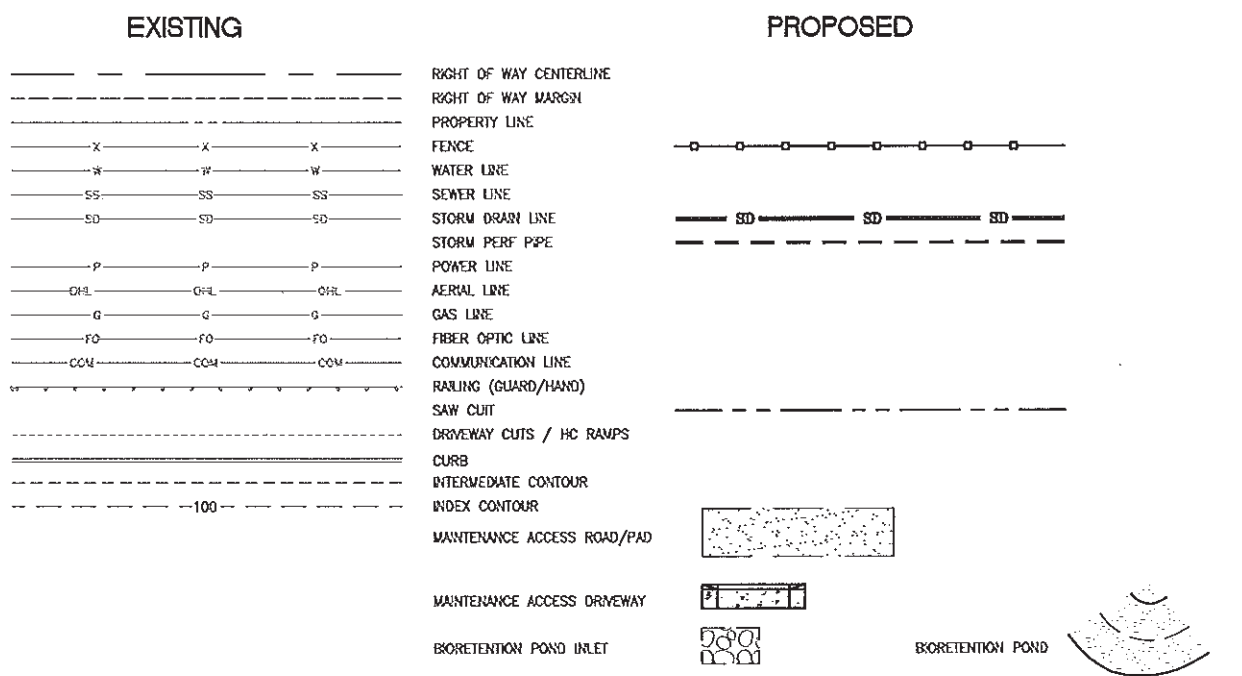 EXISTING PROPOSED
RIGHT OF WAY CENTERLINE
RIGHT OF WAY MARGIN
PROPERTY LINE
X X X FENCE
W W W WATER LINE
SS SS SS SEWER LINE
SD SD SD STORM DRAIN LINE SD SD SD
STORM PERF PIPE
P P P POWER LINE
OHL OHL OHL AERIAL LINE
G G G GAS LINE
FO FO FO FIBER OPTIC LINE
COM COM COM COMMUNICATION LINE
RAILING (GUARD/HAND)
SAW CUT
DRIVEWAY CUTS / HC RAMPS
CURB
INTERMEDIATE CONTOUR
100 INDEX CONTOUR
MAINTENANCE ACCESS ROAD/PAD
MAINTENANCE ACCESS DRIVEWAY
BIORETENTION POND INLET BIORETENTION POND